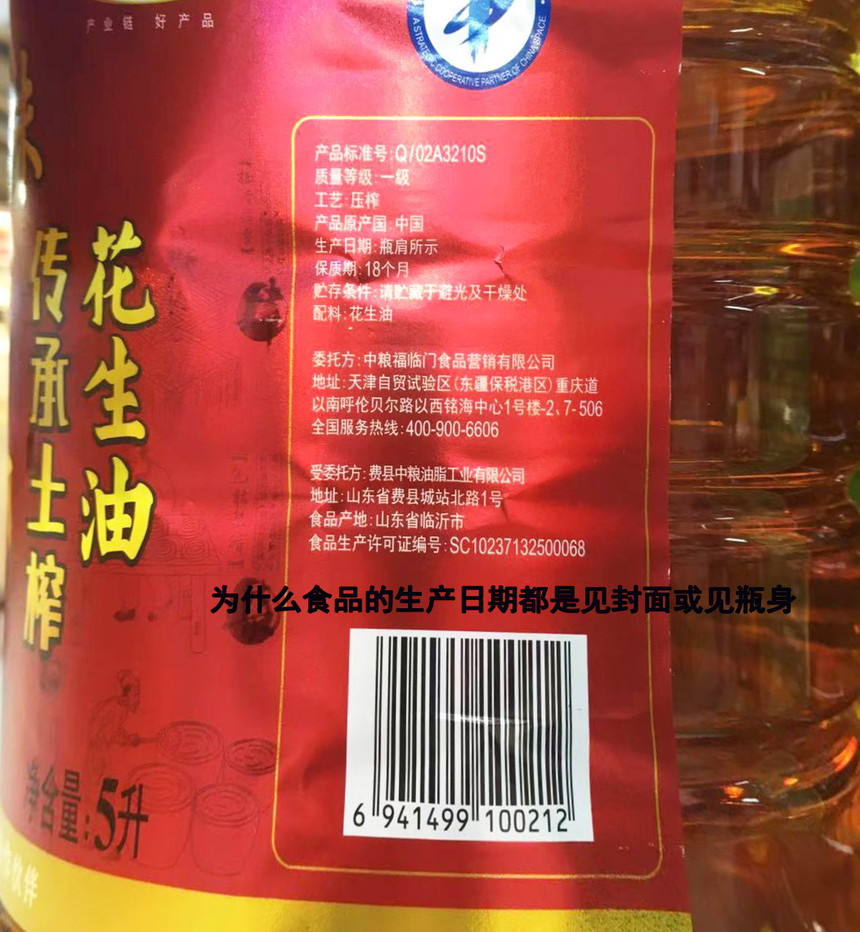 产业链 好产品
A STRATEGIC COOPERATIVE PARTNER OF CHINA SPACE
味
传承土榨
花生油
产品标准号:Q/02A3210S
质量等级:一级
工艺:压榨
产品原产国:中国
生产日期:瓶肩所示
保质期:18个月
贮存条件:请贮藏于避光及干燥处
配料:花生油
委托方:中粮福临门食品营销有限公司
地址:天津自贸试验区(东疆保税港区)重庆道
以南呼伦贝尔路以西铭海中心1号楼-2、7-506
全国服务热线:400-900-6606
受委托方:费县中粮油脂工业有限公司
地址:山东省费县城站北路1号
食品产地:山东省临沂市
食品生产许可证编号:SC10237132500068
为什么食品的生产日期都是见封面或见瓶身
6 941499 100212
净含量:5升
伙伴